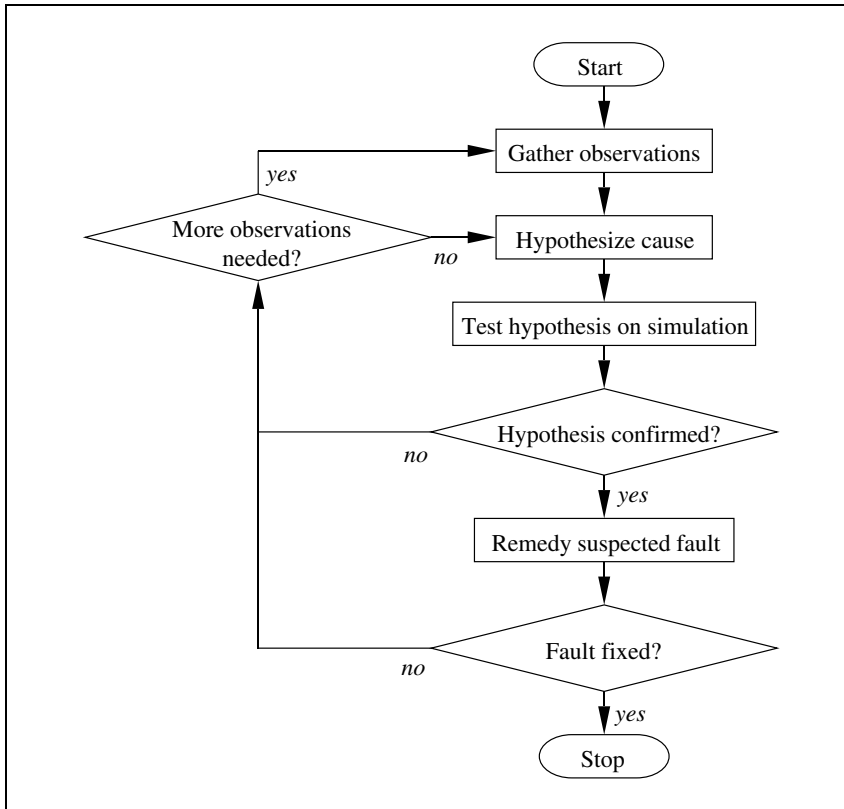 Start
Gather observations
yes
More observations
needed?
no
Hypothesize cause
Test hypothesis on simulation
Hypothesis confirmed?
no
yes
Remedy suspected fault
Fault fixed?
no
yes
Stop